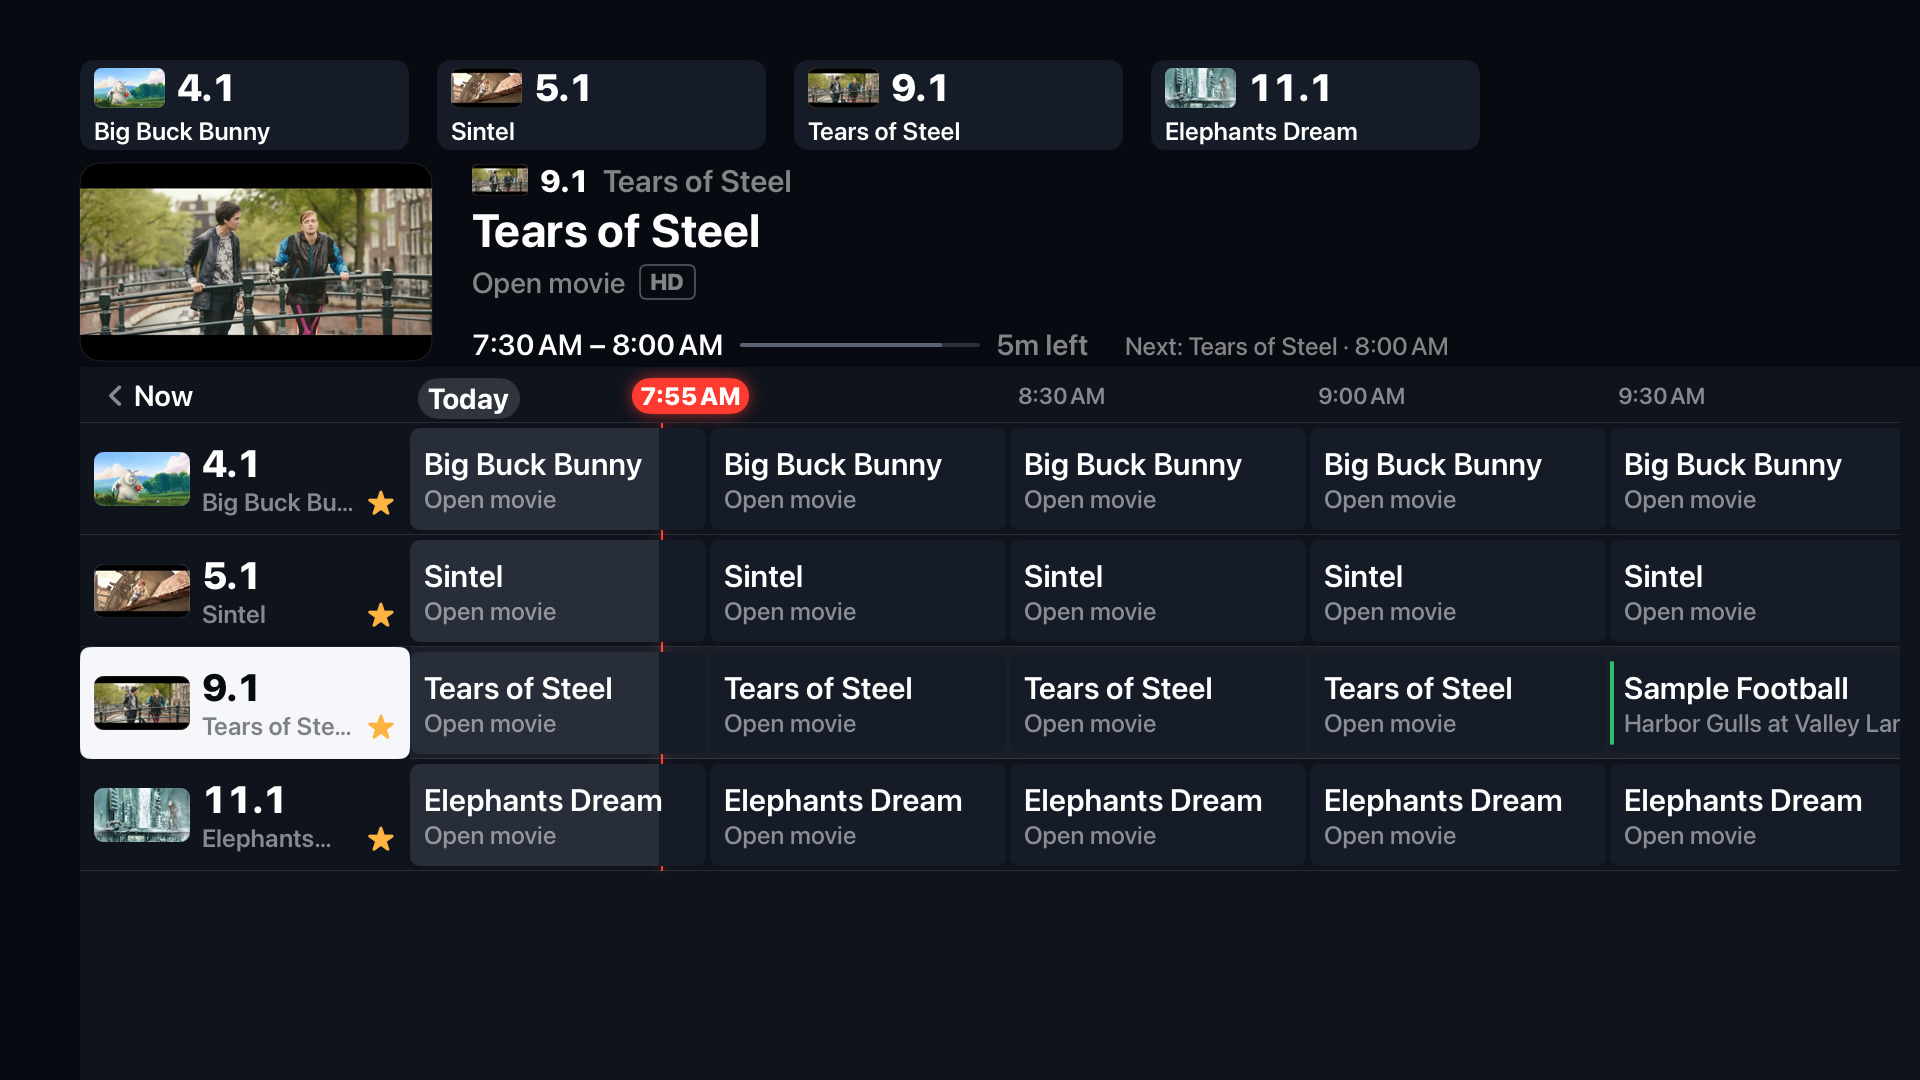 4.1
Big Buck Bunny
5.1
Sintel
9.1
Tears of Steel
11.1
Elephants Dream
9.1 Tears of Steel
Tears of Steel
Open movie HD
7:30 AM – 8:00 AM 5m left Next: Tears of Steel · 8:00 AM
Now Today 7:55 AM 8:30 AM 9:00 AM 9:30 AM
4.1
Big Buck Bu...
Big Buck Bunny
Open movie
Big Buck Bunny
Open movie
Big Buck Bunny
Open movie
Big Buck Bunny
Open movie
Big Buck Bunny
Open movie
5.1
Sintel
Sintel
Open movie
Sintel
Open movie
Sintel
Open movie
Sintel
Open movie
Sintel
Open movie
9.1
Tears of Ste...
Tears of Steel
Open movie
Tears of Steel
Open movie
Tears of Steel
Open movie
Tears of Steel
Open movie
Sample Football
Harbor Gulls at Valley Lar
11.1
Elephants...
Elephants Dream
Open movie
Elephants Dream
Open movie
Elephants Dream
Open movie
Elephants Dream
Open movie
Elephants Dream
Open movie